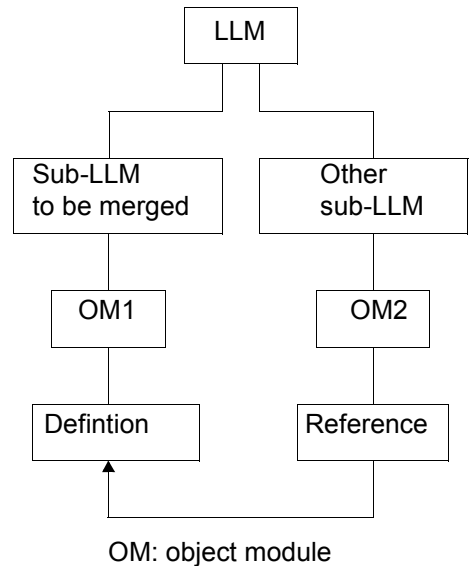 LLM
Sub-LLM
to be merged
Other
sub-LLM
OM1
OM2
Defintion
Reference
OM: object module